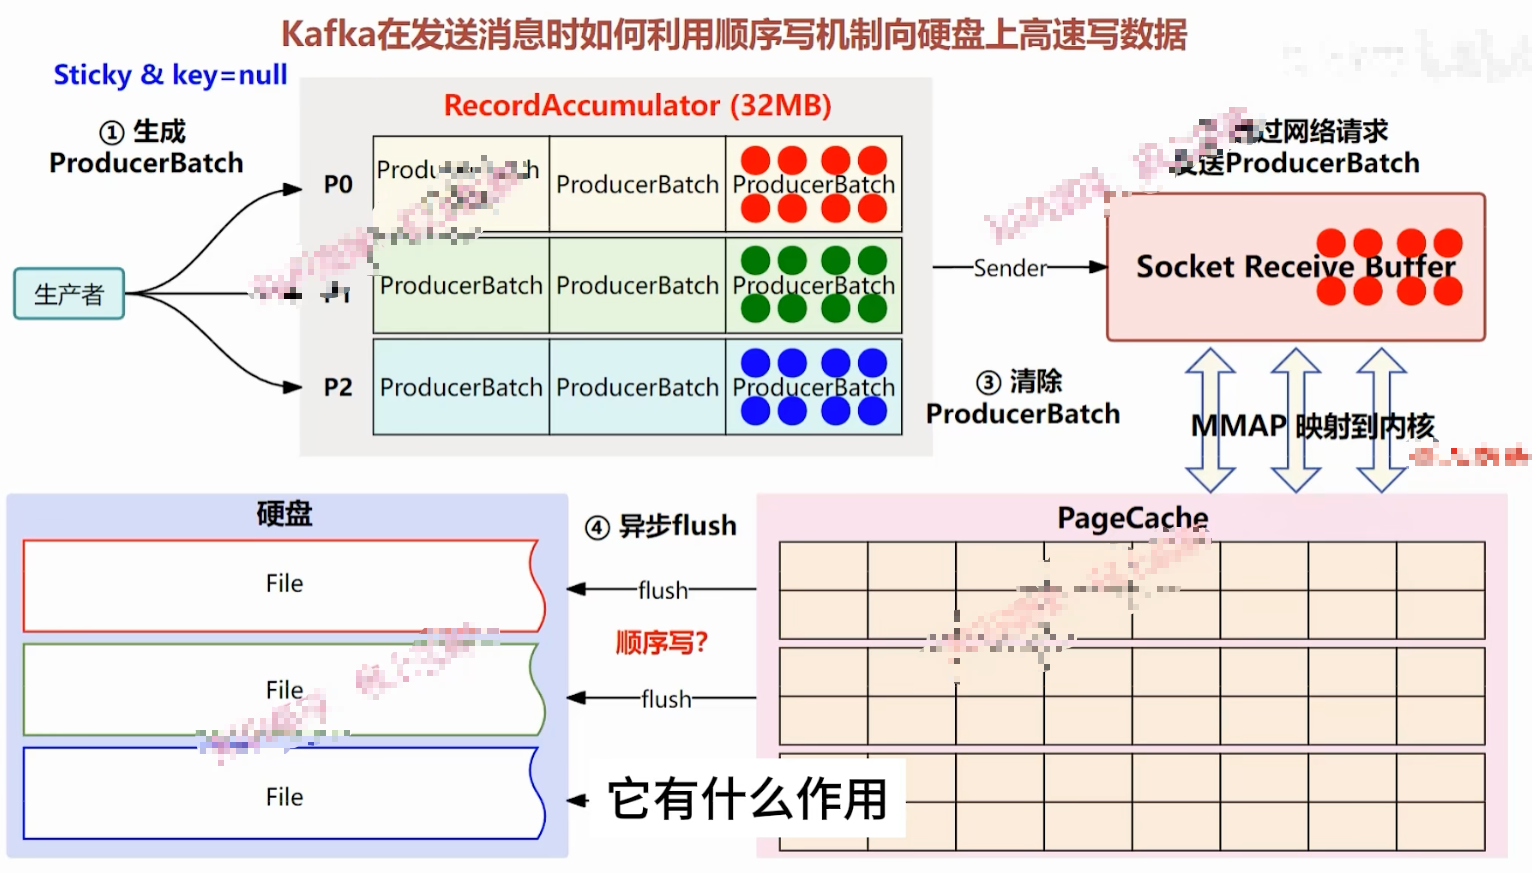 Kafka在发送消息时如何利用顺序写机制向硬盘上高速写数据
Sticky & key=null
① 生成
ProducerBatch
生产者
RecordAccumulator (32MB)
P0
ProducerBatch
ProducerBatch
P1
ProducerBatch
ProducerBatch
ProducerBatch
P2
ProducerBatch
ProducerBatch
ProducerBatch
Sender
过网络请求
送ProducerBatch
Socket Receive Buffer
③ 清除
ProducerBatch
MMAP 映射到内核
PageCache
④ 异步flush
flush
顺序写?
flush
硬盘
File
File
File
它有什么作用